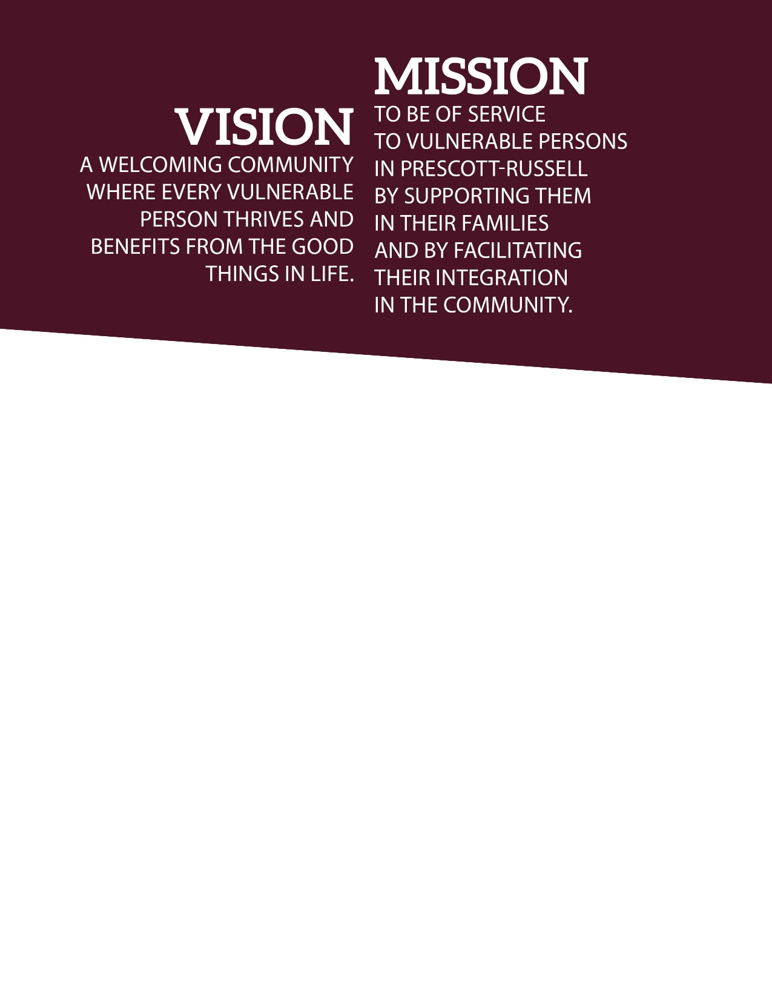 VISION
A WELCOMING COMMUNITY
WHERE EVERY VULNERABLE
PERSON THRIVES AND
BENEFITS FROM THE GOOD
THINGS IN LIFE.
MISSION
TO BE OF SERVICE
TO VULNERABLE PERSONS
IN PRESCOTT-RUSSELL
BY SUPPORTING THEM
IN THEIR FAMILIES
AND BY FACILITATING
THEIR INTEGRATION
IN THE COMMUNITY.